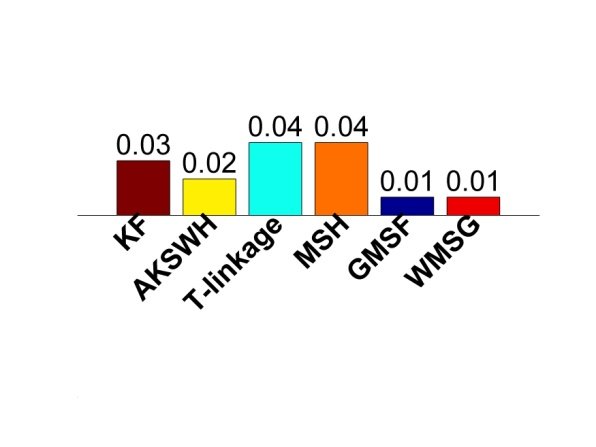 0.03
0.02
0.04
0.04
0.01
0.01
KF
AKSWH
T-linkage
MSH
GMSF
WMSG